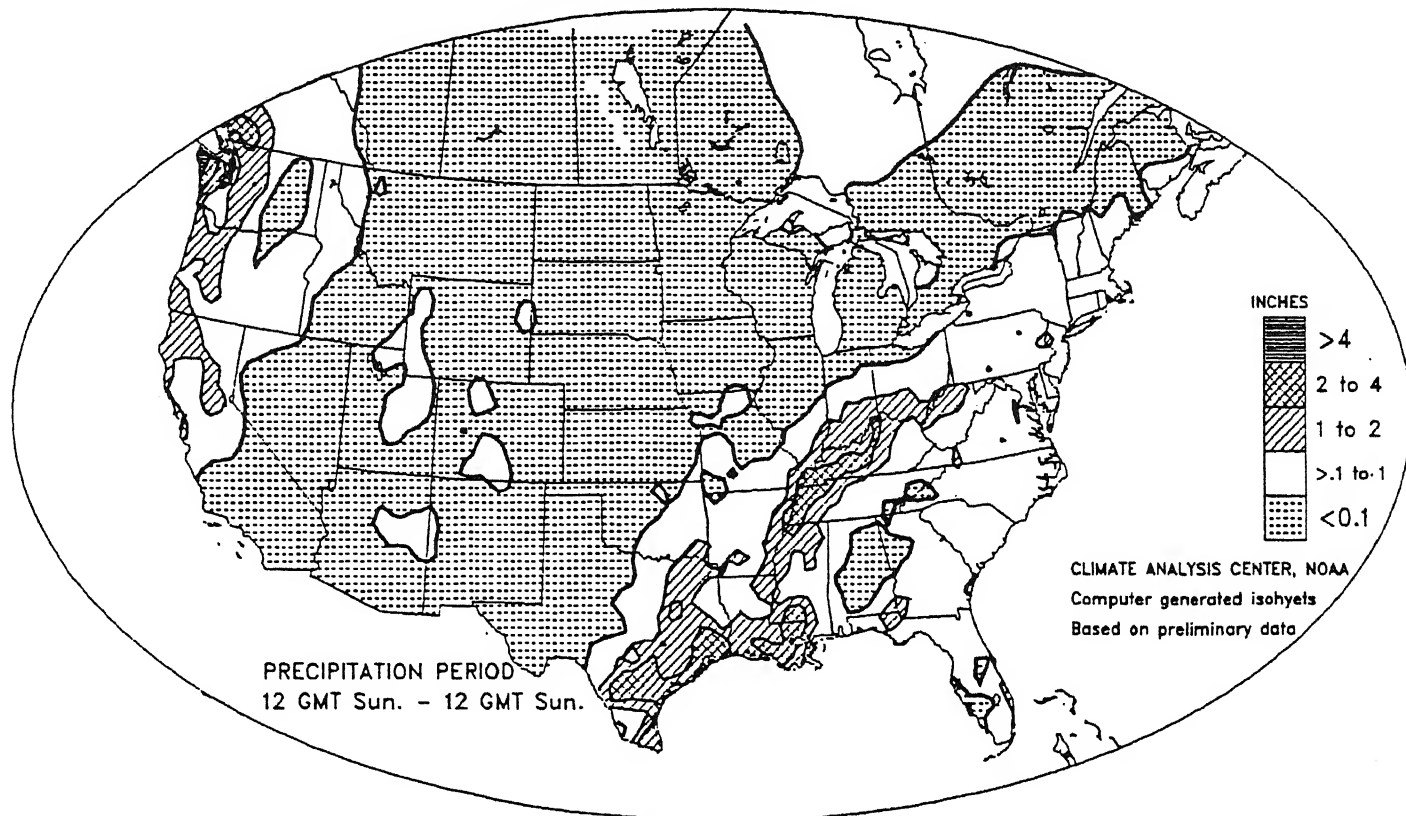 INCHES
>4
2 to 4
1 to 2
>.1 to 1
<0.1
CLIMATE ANALYSIS CENTER, NOAA
Computer generated isohyets
Based on preliminary data
PRECIPITATION PERIOD
12 GMT Sun. – 12 GMT Sun.